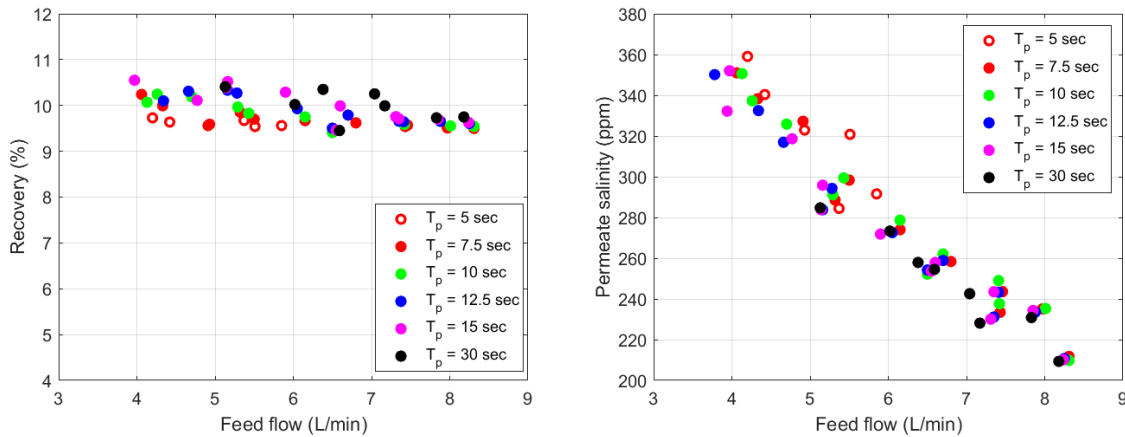 12
11
10
9
8
7
6
5
4
Recovery (%)
T_p = 5 sec
T_p = 7.5 sec
T_p = 10 sec
T_p = 12.5 sec
T_p = 15 sec
T_p = 30 sec
3 4 5 6 7 8 9
Feed flow (L/min)
380
360
340
320
300
280
260
240
220
200
Permeate salinity (ppm)
T_p = 5 sec
T_p = 7.5 sec
T_p = 10 sec
T_p = 12.5 sec
T_p = 15 sec
T_p = 30 sec
3 4 5 6 7 8 9
Feed flow (L/min)